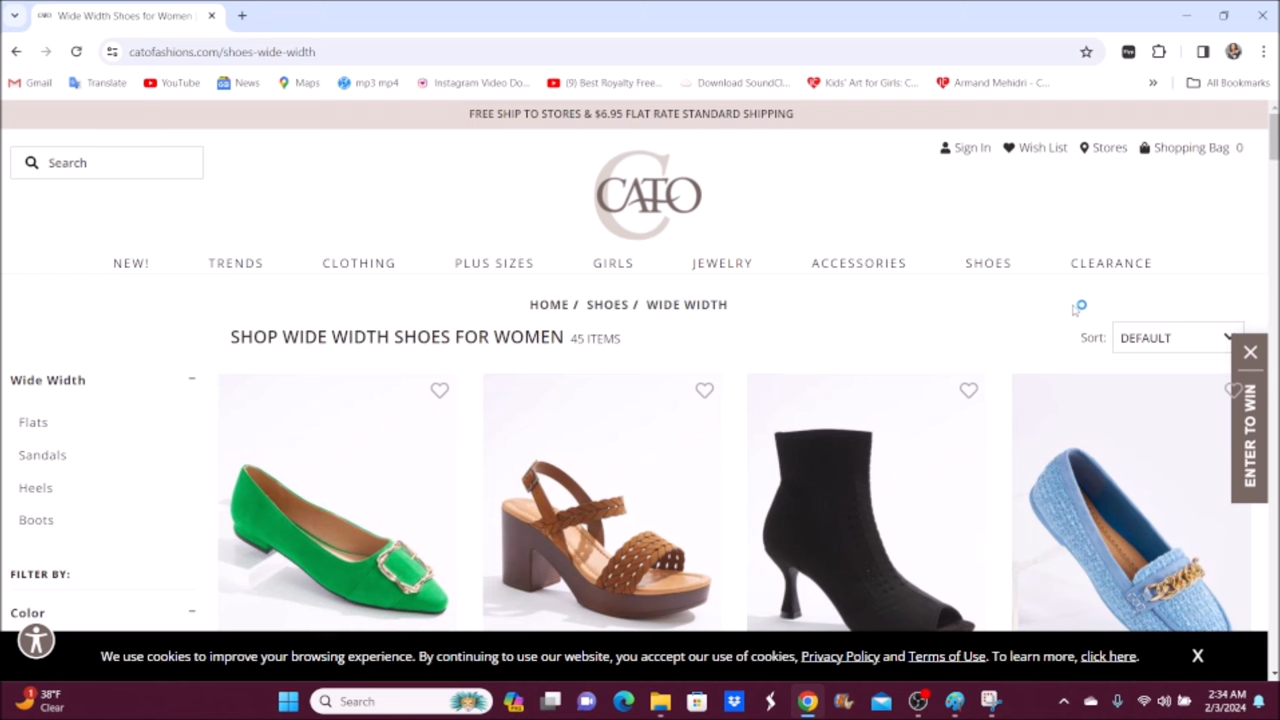 CATO Wide Width Shoes for Women
catofashions.com/shoes-wide-width
Gmail Translate YouTube News Maps mp3 mp4 Instagram Video Do... (9) Best Royalty Free... Download SoundCl... Kids' Art for Girls: C... Armand Mehidri - C... » All Bookmarks
FREE SHIP TO STORES & $6.95 FLAT RATE STANDARD SHIPPING
Search
Sign In Wish List Stores Shopping Bag 0
CATO
NEW! TRENDS CLOTHING PLUS SIZES GIRLS JEWELRY ACCESSORIES SHOES CLEARANCE
HOME / SHOES / WIDE WIDTH
SHOP WIDE WIDTH SHOES FOR WOMEN 45 ITEMS
Sort: DEFAULT
ENTER TO WIN
Wide Width
Flats
Sandals
Heels
Boots
FILTER BY:
Color
We use cookies to improve your browsing experience. By continuing to use our website, you acccept our use of cookies, Privacy Policy and Terms of Use. To learn more, click here. X
1
38°F
Clear
Search
2:34 AM
2/3/2024